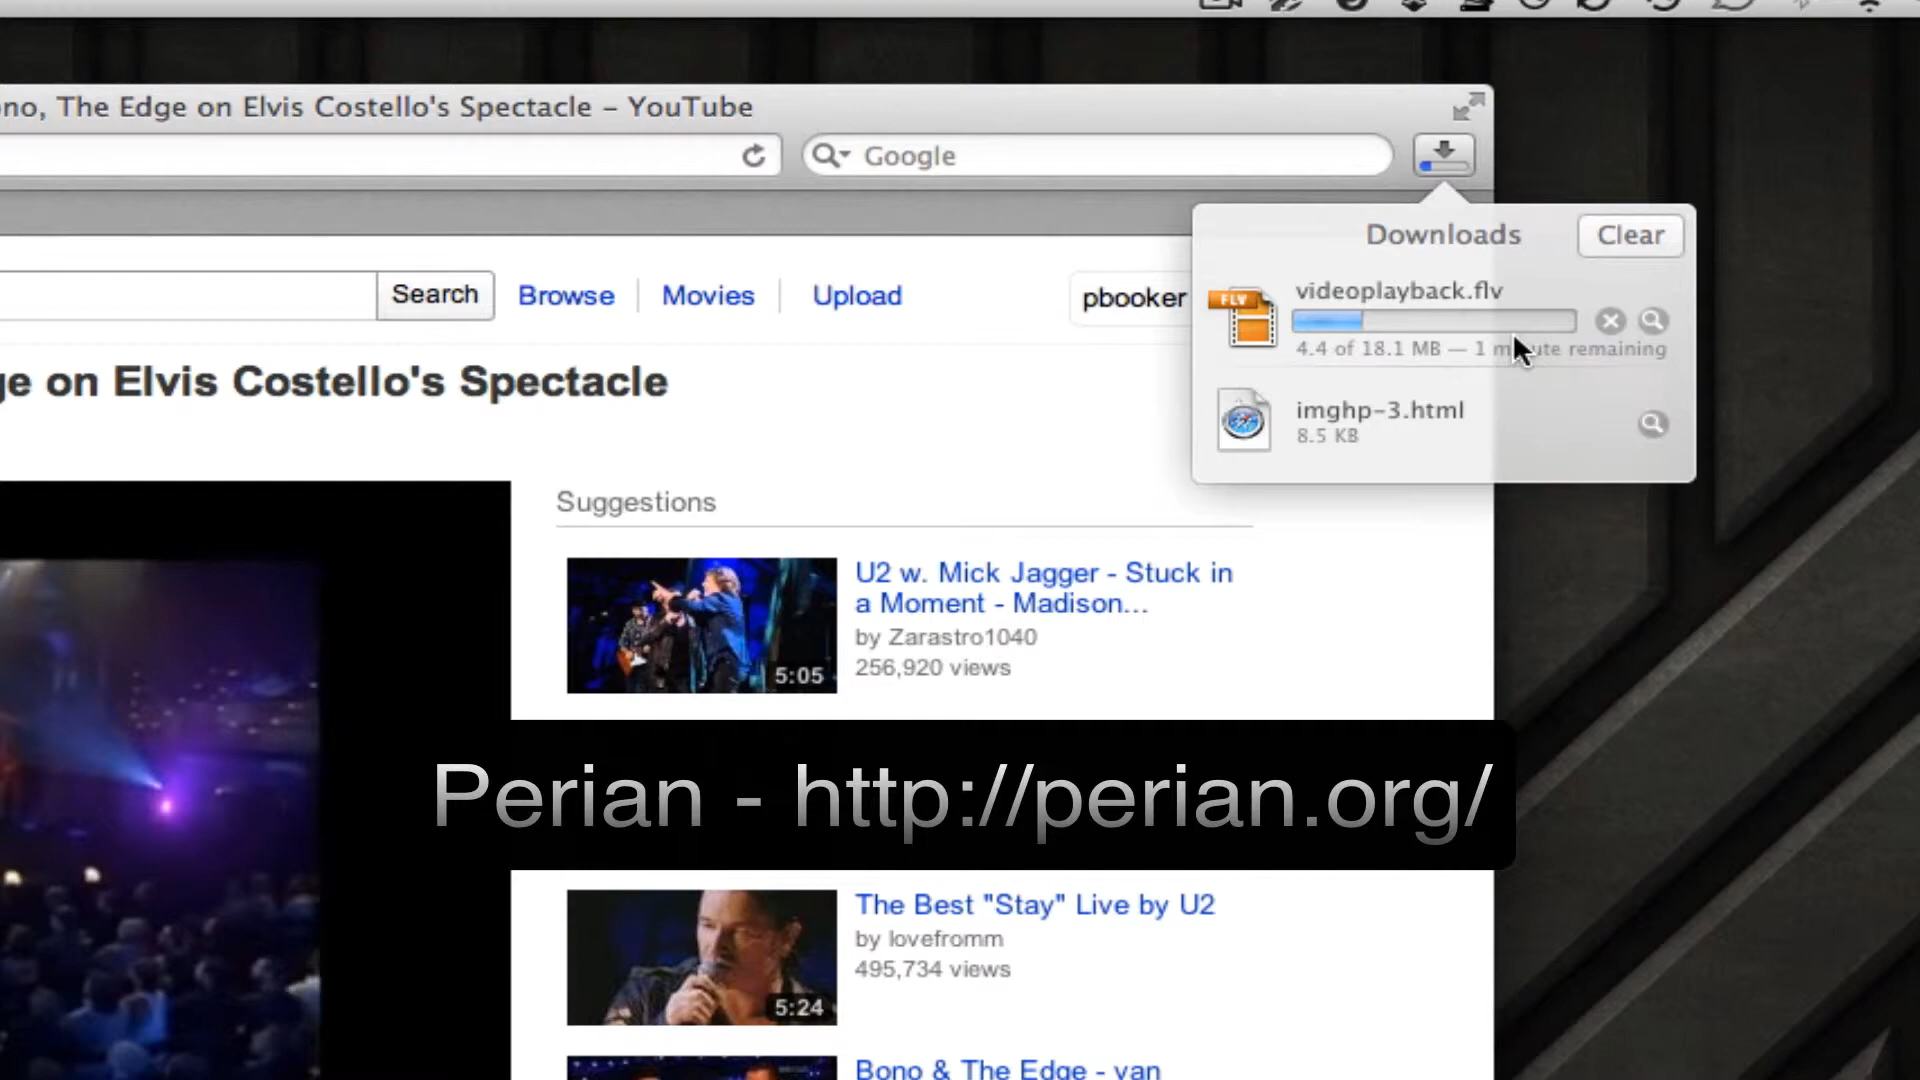 no, The Edge on Elvis Costello's Spectacle – YouTube
Google
Downloads
Clear
FLV
videoplayback.flv
4.4 of 18.1 MB — 1 minute remaining
imghp-3.html
8.5 KB
Search
Browse
Movies
Upload
pbooker
ge on Elvis Costello's Spectacle
Suggestions
U2 w. Mick Jagger - Stuck in
a Moment - Madison...
by Zarastro1040
256,920 views
5:05
Perian - http://perian.org/
The Best "Stay" Live by U2
by lovefromm
495,734 views
5:24
Bono & The Edge - van